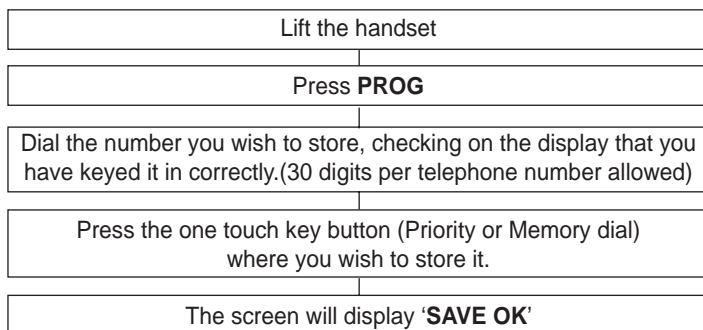 Lift the handset
Press PROG
Dial the number you wish to store, checking on the display that you
have keyed it in correctly.(30 digits per telephone number allowed)
Press the one touch key button (Priority or Memory dial)
where you wish to store it.
The screen will display ‘SAVE OK’